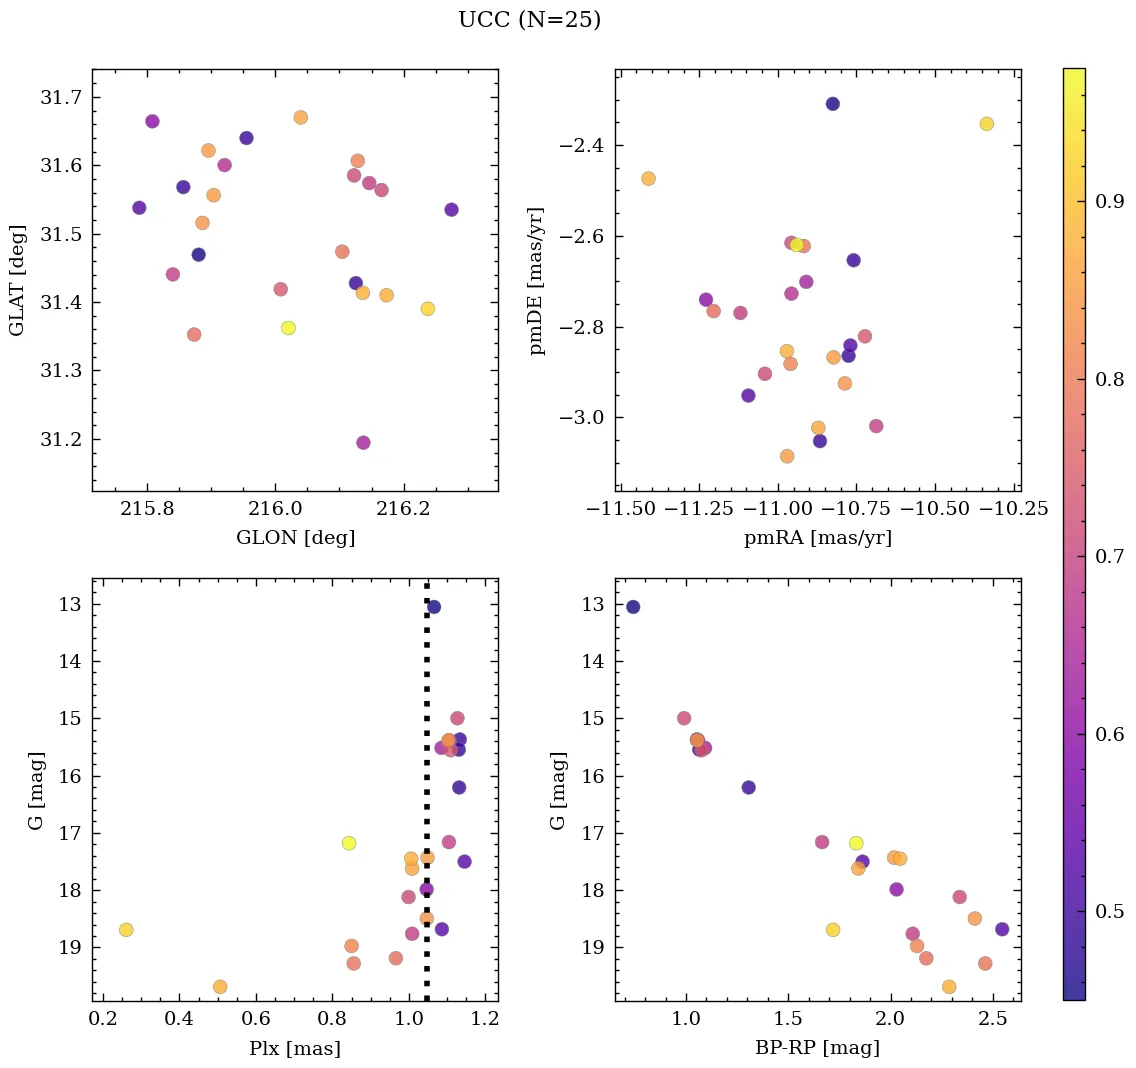 UCC (N=25)
31.7
31.6
31.5
31.4
31.3
31.2
GLAT [deg]
215.8 216.0 216.2
GLON [deg]
−2.4
−2.6
−2.8
−3.0
pmDE [mas/yr]
−11.50 −11.25 −11.00 −10.75 −10.50 −10.25
pmRA [mas/yr]
13
14
15
16
17
18
19
G [mag]
0.2 0.4 0.6 0.8 1.0 1.2
Plx [mas]
13
14
15
16
17
18
19
G [mag]
1.0 1.5 2.0 2.5
BP-RP [mag]
0.9
0.8
0.7
0.6
0.5